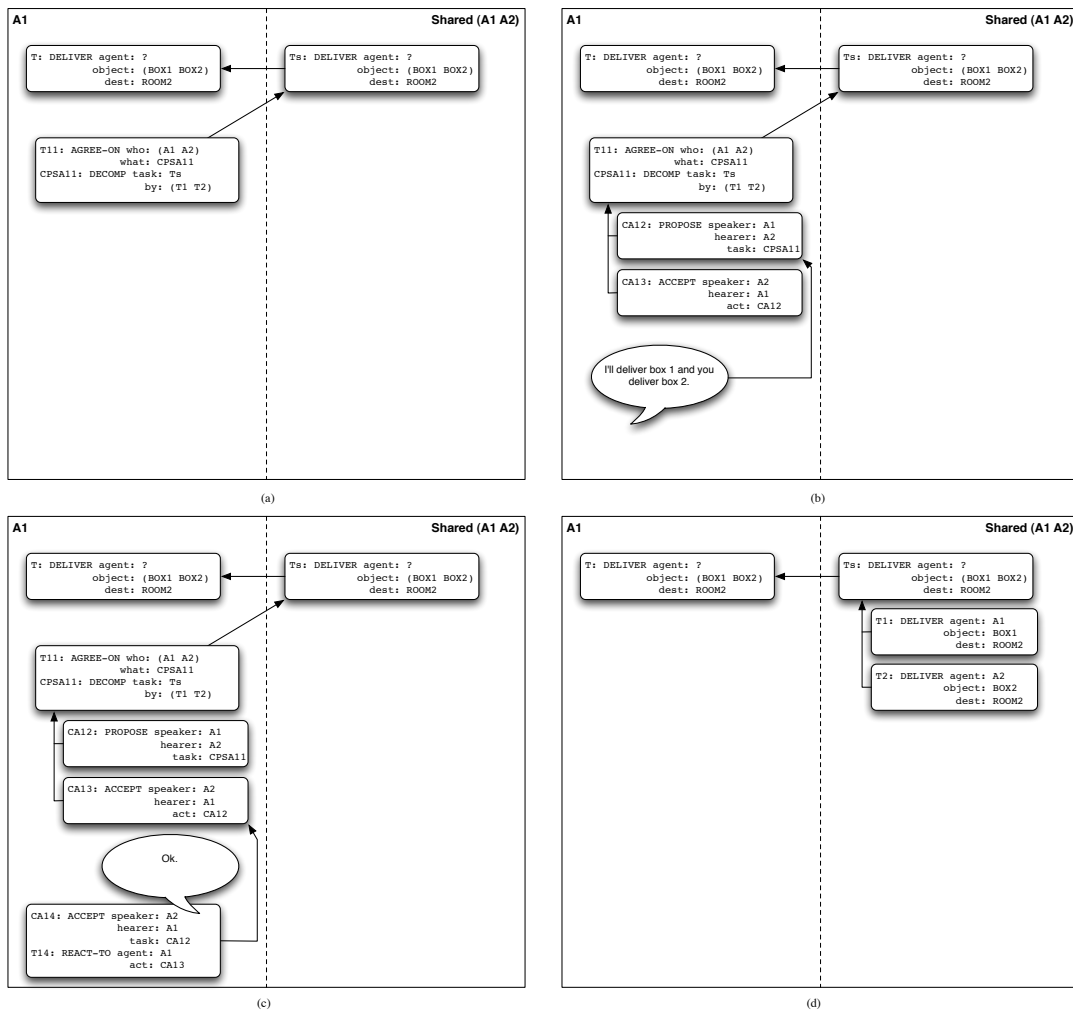 A1
Shared (A1 A2)
T: DELIVER agent: ?
object: (BOX1 BOX2)
dest: ROOM2
Ts: DELIVER agent: ?
object: (BOX1 BOX2)
dest: ROOM2
T11: AGREE-ON who: (A1 A2)
what: CPSA11
CPSA11: DECOMP task: Ts
by: (T1 T2)
(a)
A1
Shared (A1 A2)
T: DELIVER agent: ?
object: (BOX1 BOX2)
dest: ROOM2
Ts: DELIVER agent: ?
object: (BOX1 BOX2)
dest: ROOM2
T11: AGREE-ON who: (A1 A2)
what: CPSA11
CPSA11: DECOMP task: Ts
by: (T1 T2)
CA12: PROPOSE speaker: A1
hearer: A2
task: CPSA11
CA13: ACCEPT speaker: A2
hearer: A1
act: CA12
I'll deliver box 1 and you
deliver box 2.
(b)
A1
Shared (A1 A2)
T: DELIVER agent: ?
object: (BOX1 BOX2)
dest: ROOM2
Ts: DELIVER agent: ?
object: (BOX1 BOX2)
dest: ROOM2
T11: AGREE-ON who: (A1 A2)
what: CPSA11
CPSA11: DECOMP task: Ts
by: (T1 T2)
CA12: PROPOSE speaker: A1
hearer: A2
task: CPSA11
CA13: ACCEPT speaker: A2
hearer: A1
act: CA12
Ok.
CA14: ACCEPT speaker: A2
hearer: A1
task: CA12
T14: REACT-TO agent: A1
act: CA13
(c)
A1
Shared (A1 A2)
T: DELIVER agent: ?
object: (BOX1 BOX2)
dest: ROOM2
Ts: DELIVER agent: ?
object: (BOX1 BOX2)
dest: ROOM2
T1: DELIVER agent: A1
object: BOX1
dest: ROOM2
T2: DELIVER agent: A2
object: BOX2
dest: ROOM2
(d)